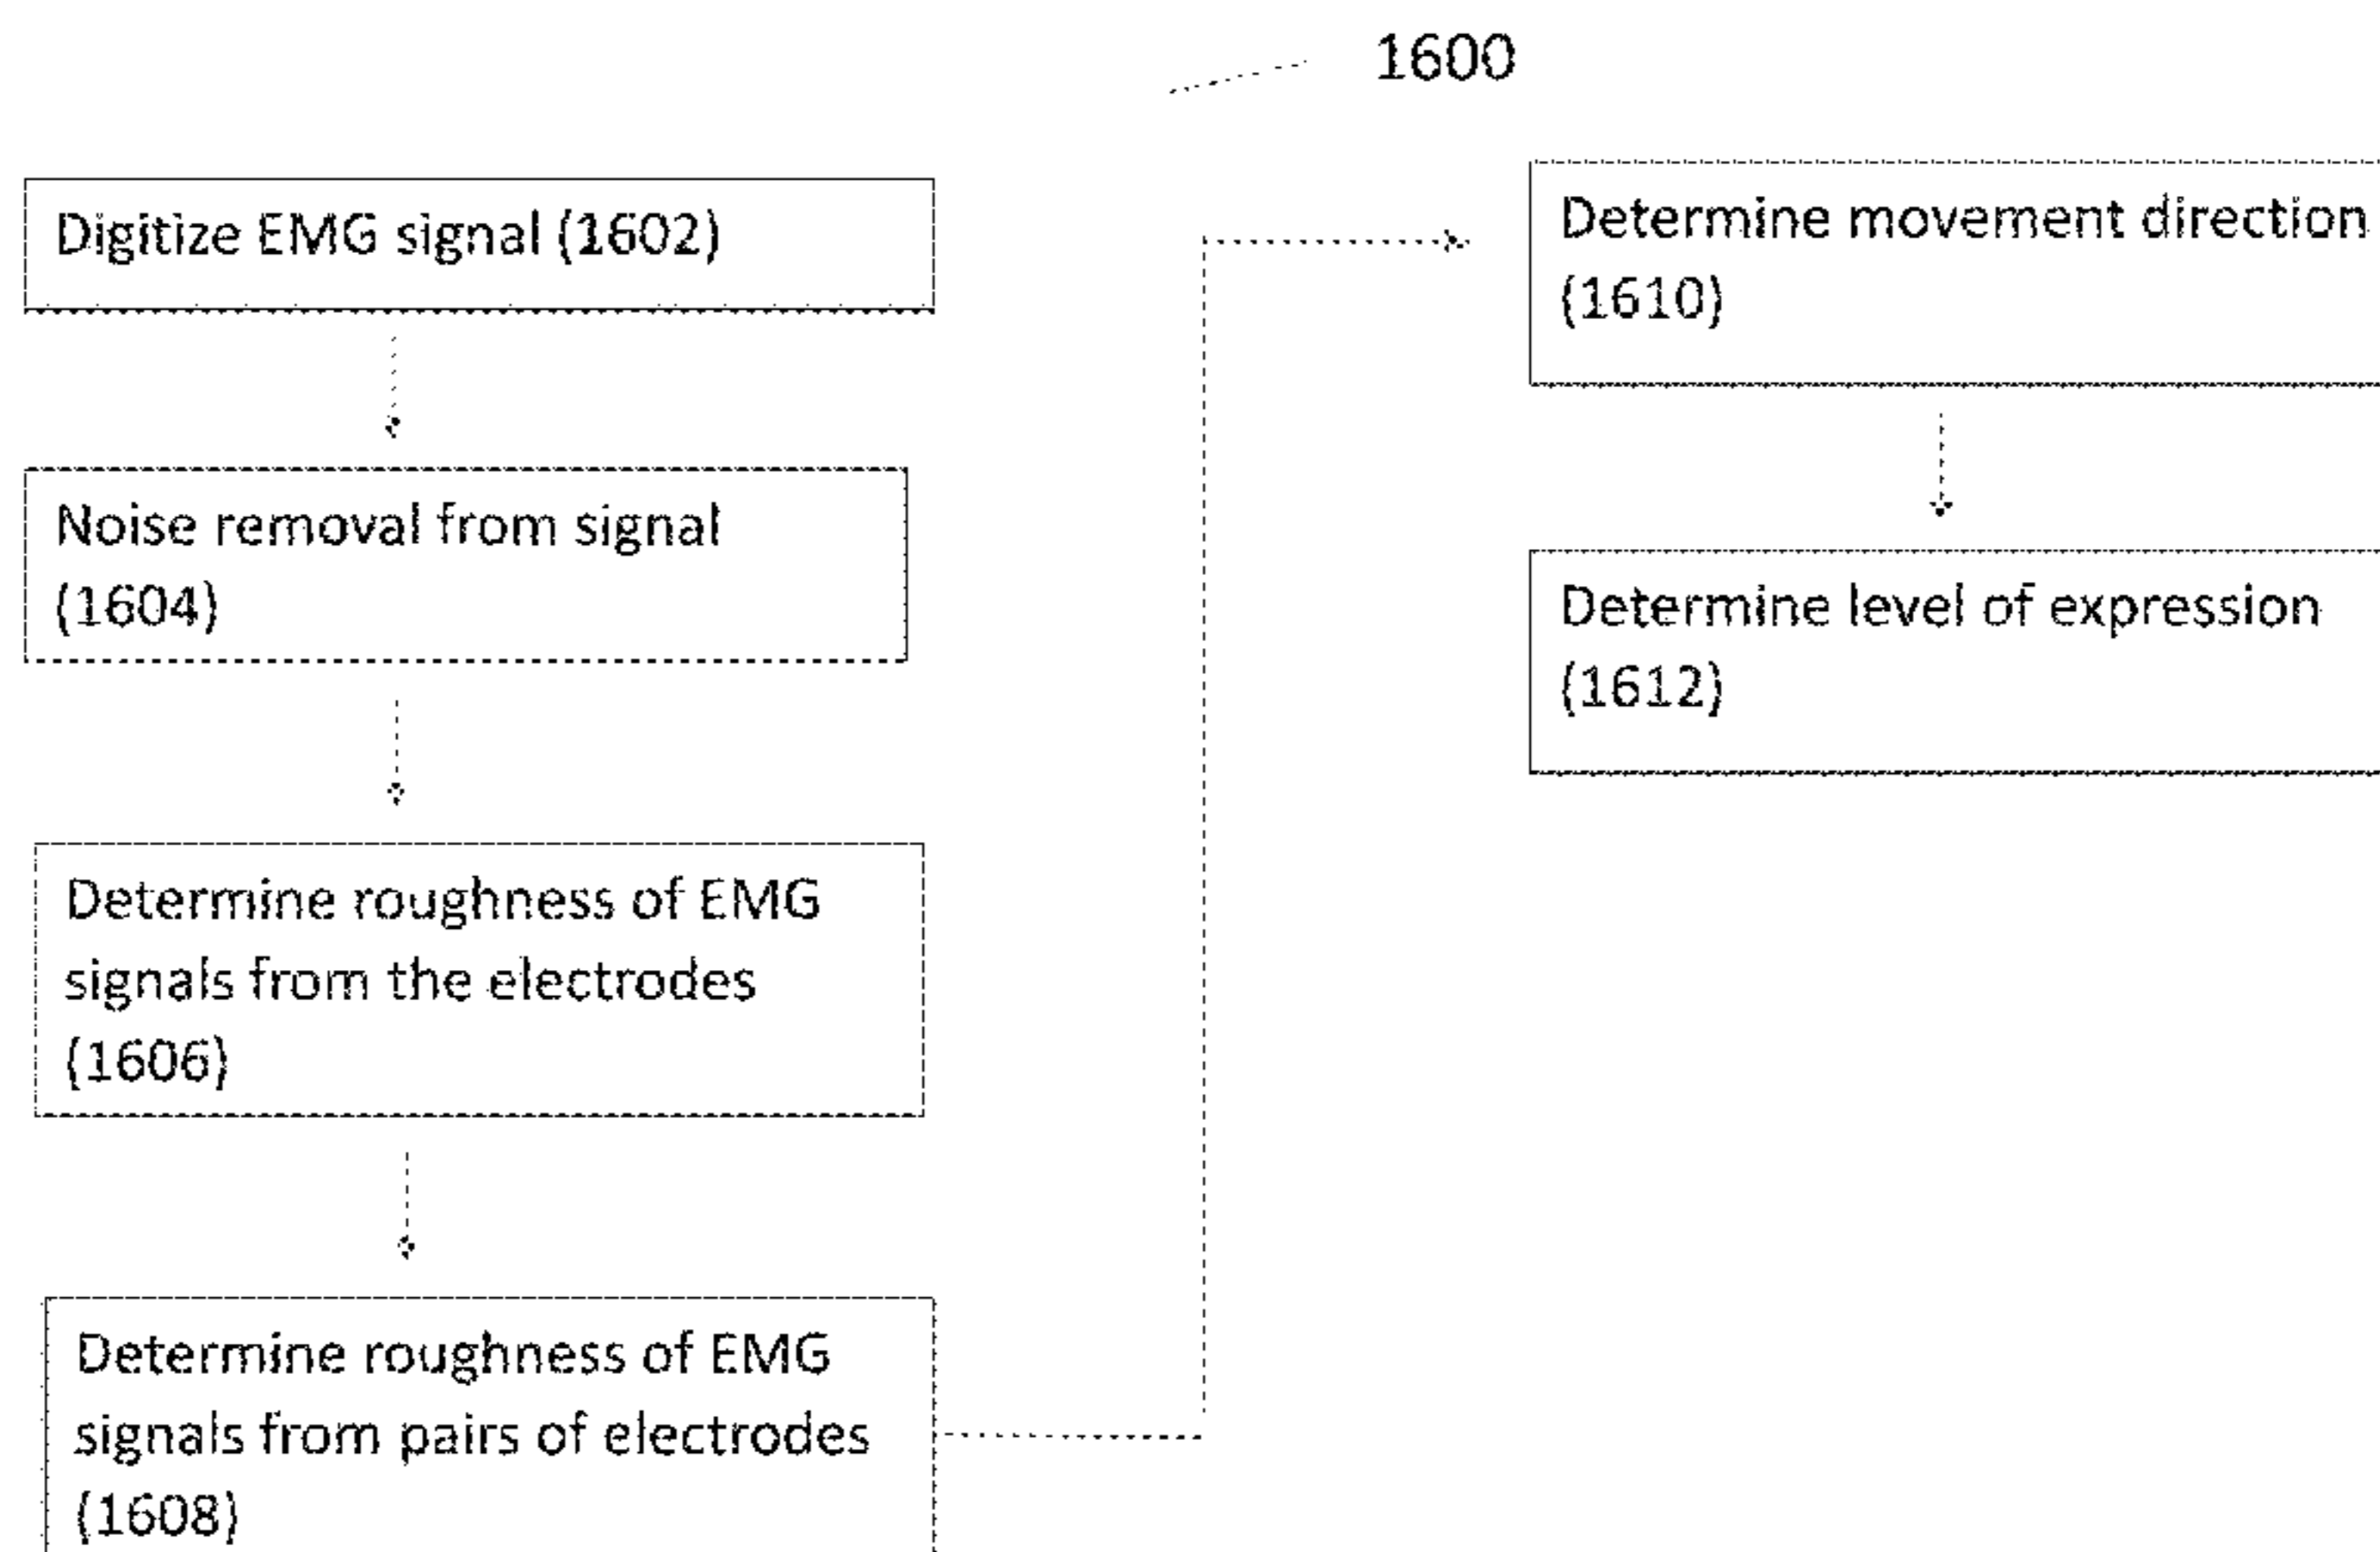 1600
Digitize EMG signal (1602)
Noise removal from signal
(1604)
Determine roughness of EMG
signals from the electrodes
(1606)
Determine roughness of EMG
signals from pairs of electrodes
(1608)
Determine movement direction
(1610)
Determine level of expression
(1612)